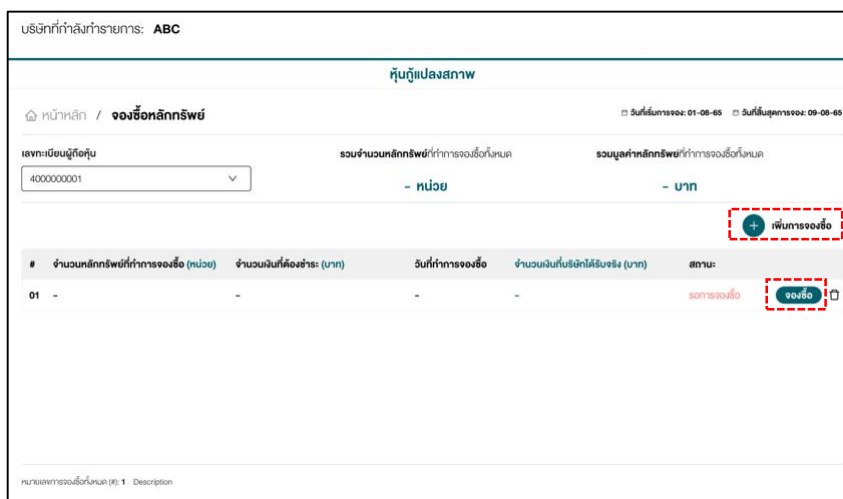 บริษัทที่กำลังทำรายการ: ABC
หุ้นกู้แปลงสภาพ
หน้าหลัก / จองซื้อหลักทรัพย์
วันที่เริ่มการจอง: 01-08-65 วันที่สิ้นสุดการจอง: 09-08-65
เลขทะเบียนผู้ถือหุ้น รวมจำนวนหลักทรัพย์ที่ทำการจองซื้อทั้งหมด รวมมูลค่าหลักทรัพย์ที่ทำการจองซื้อทั้งหมด
4000000001 - หน่วย - บาท
+ เพิ่มการจองซื้อ
# จำนวนหลักทรัพย์ที่ทำการจองซื้อ (หน่วย) จำนวนเงินที่ต้องชำระ (บาท) วันที่ทำการจองซื้อ จำนวนเงินที่บริษัทได้รับจริง (บาท) สถานะ
01 - - - - รอการจองซื้อ จองซื้อ
หมายเลขการจองซื้อทั้งหมด (#): 1 Description